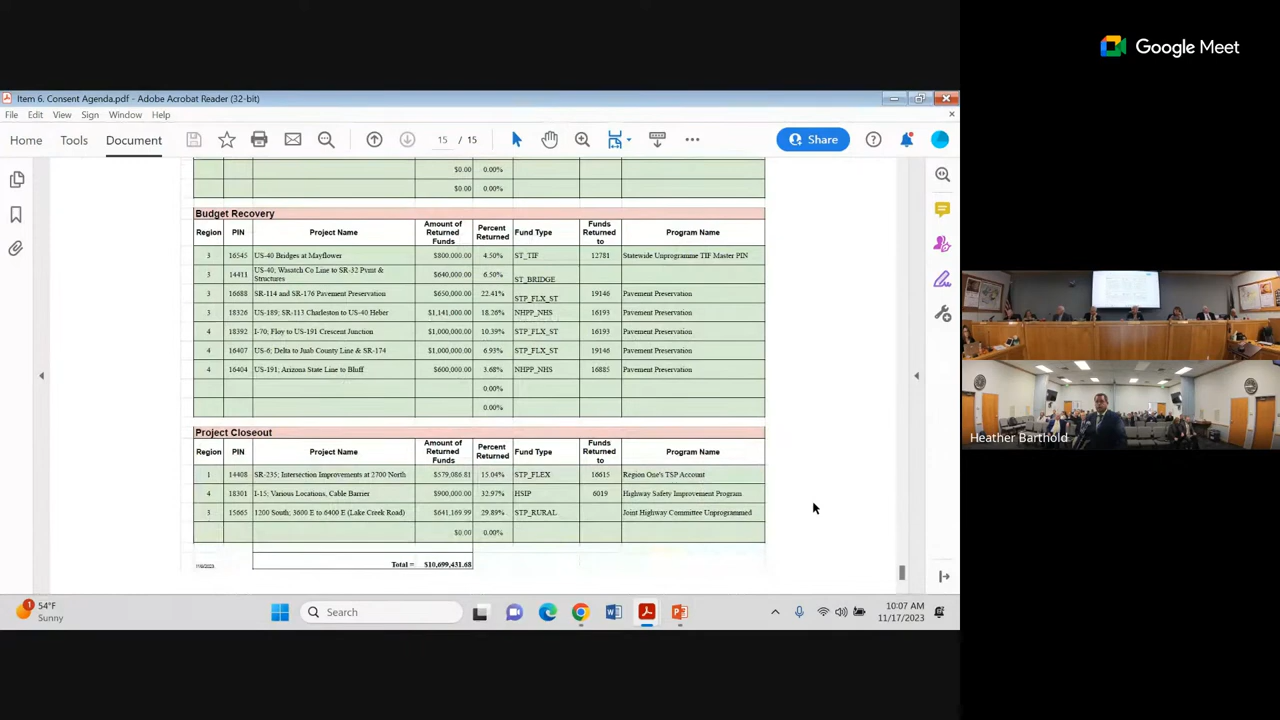 Google Meet
Item 6. Consent Agenda.pdf - Adobe Acrobat Reader (32-bit)
File Edit View Sign Window Help
Home Tools Document 15 / 15 Share
$0.00 0.00%
$0.00 0.00%
Budget Recovery
Region PIN Project Name Amount of Returned Funds Percent Returned Fund Type Funds Returned to Program Name
3 16545 US-40 Bridges at Mayflower $800,000.00 4.50% ST_TIF 12781 Statewide Unprogramme TIF Master PIN
3 14411 US-40; Wasatch Co Line to SR-32 Pvmt & Structures $640,000.00 6.50% ST_BRIDGE
3 16688 SR-114 and SR-176 Pavement Preservation $650,000.00 22.41% STP_FLX_ST 19146 Pavement Preservation
3 18326 US-189; SR-113 Charleston to US-40 Heber $1,141,000.00 18.26% NHPP_NHS 16193 Pavement Preservation
4 18392 I-70; Floy to US-191 Crescent Junction $1,000,000.00 10.39% STP_FLX_ST 16193 Pavement Preservation
4 16407 US-6; Delta to Juab County Line & SR-174 $1,000,000.00 6.93% STP_FLX_ST 19146 Pavement Preservation
4 16404 US-191; Arizona State Line to Bluff $600,000.00 3.68% NHPP_NHS 16885 Pavement Preservation
0.00%
0.00%
Project Closeout
Region PIN Project Name Amount of Returned Funds Percent Returned Fund Type Funds Returned to Program Name
1 14408 SR-235; Intersection Improvements at 2700 North $579,086.81 15.04% STP_FLEX 16615 Region One's TSP Account
4 18301 I-15; Various Locations, Cable Barrier $900,000.00 32.97% HSIP 6019 Highway Safety Improvement Program
3 15665 1200 South; 3600 E to 6400 E (Lake Creek Road) $641,169.99 29.89% STP_RURAL Joint Highway Committee Unprogrammed
$0.00 0.00%
Total = $10,699,431.68
Heather Barthold
1 54°F
Sunny
Search
10:07 AM
11/17/2023